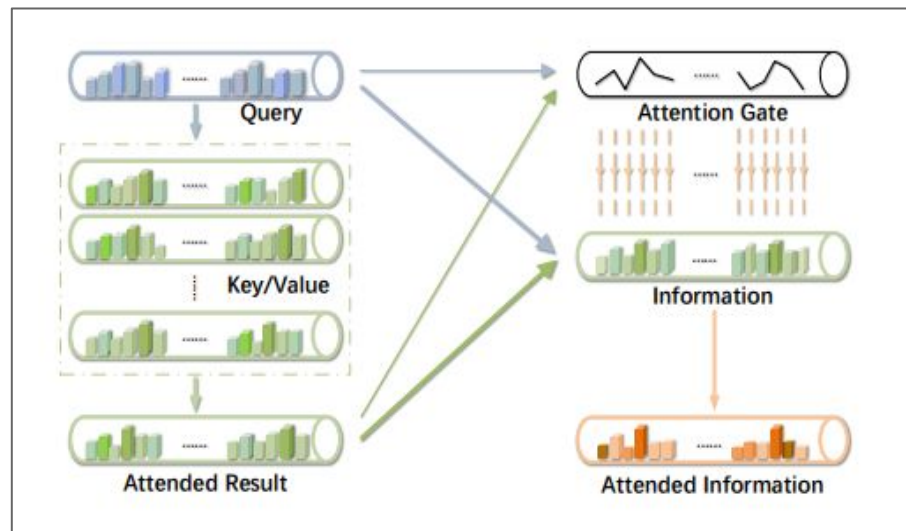 Query
Key/Value
Attended Result
Attention Gate
Information
Attended Information